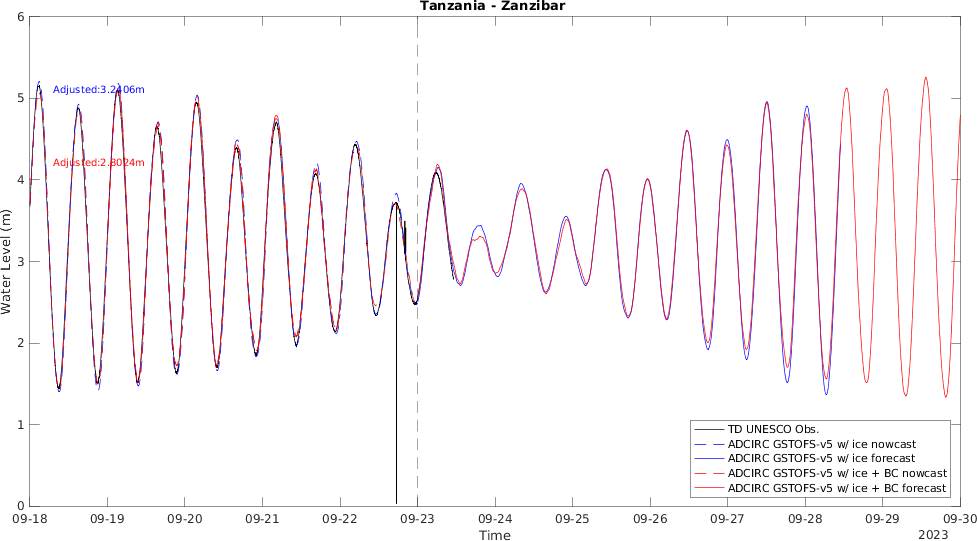 Tanzania - Zanzibar
6
5
4
3
2
1
0
Water Level (m)
Adjusted:3.2406m
Adjusted:2.8024m
TD UNESCO Obs.
ADCIRC GSTOFS-v5 w/ ice nowcast
ADCIRC GSTOFS-v5 w/ ice forecast
ADCIRC GSTOFS-v5 w/ ice + BC nowcast
ADCIRC GSTOFS-v5 w/ ice + BC forecast
09-18 09-19 09-20 09-21 09-22 09-23 09-24 09-25 09-26 09-27 09-28 09-29 09-30
Time
2023